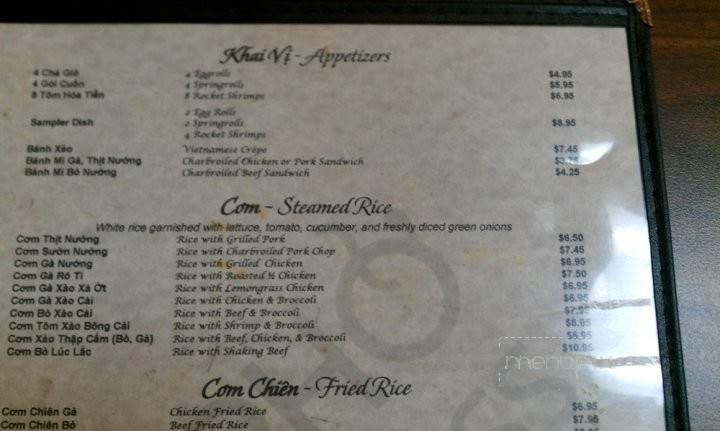 Khai Vị - Appetizers
4 Chả Giò 4 Eggrolls $4.95
4 Gỏi Cuốn 4 Springrolls $5.95
8 Tôm Hỏa Tiễn 8 Rocket Shrimps $6.95
2 Egg Rolls
Sampler Dish 2 Springrolls $8.95
4 Rocket Shrimps
Bánh Xèo Vietnamese Crêpe $7.45
Bánh Mì Gà, Thịt Nướng Charbroiled Chicken or Pork Sandwich
Bánh Mì Bò Nướng Charbroiled Beef Sandwich $4.25
Cơm - Steamed Rice
White rice garnished with lettuce, tomato, cucumber, and freshly diced green onions
Cơm Thịt Nướng Rice with Grilled Pork $6.50
Cơm Sườn Nướng Rice with Charbroiled Pork Chop $7.45
Cơm Gà Nướng Rice with Grilled Chicken $6.95
Cơm Gà Rô Ti Rice with Roasted ½ Chicken $7.50
Cơm Gà Xào Xả Ớt Rice with Lemongrass Chicken $6.95
Cơm Gà Xào Cải Rice with Chicken & Broccoli $6.95
Cơm Bò Xào Cải Rice with Beef & Broccoli
Cơm Tôm Xào Bông Cải Rice with Shrimp & Broccoli $8.95
Cơm Xào Thập Cẩm (Bò, Gà) Rice with Beef, Chicken, & Broccoli $8.95
Cơm Bò Lúc Lắc Rice with Shaking Beef $10.95
Cơm Chiên - Fried Rice
Cơm Chiên Gà Chicken Fried Rice $6.95
Cơm Chiên Bò Beef Fried Rice $7.95